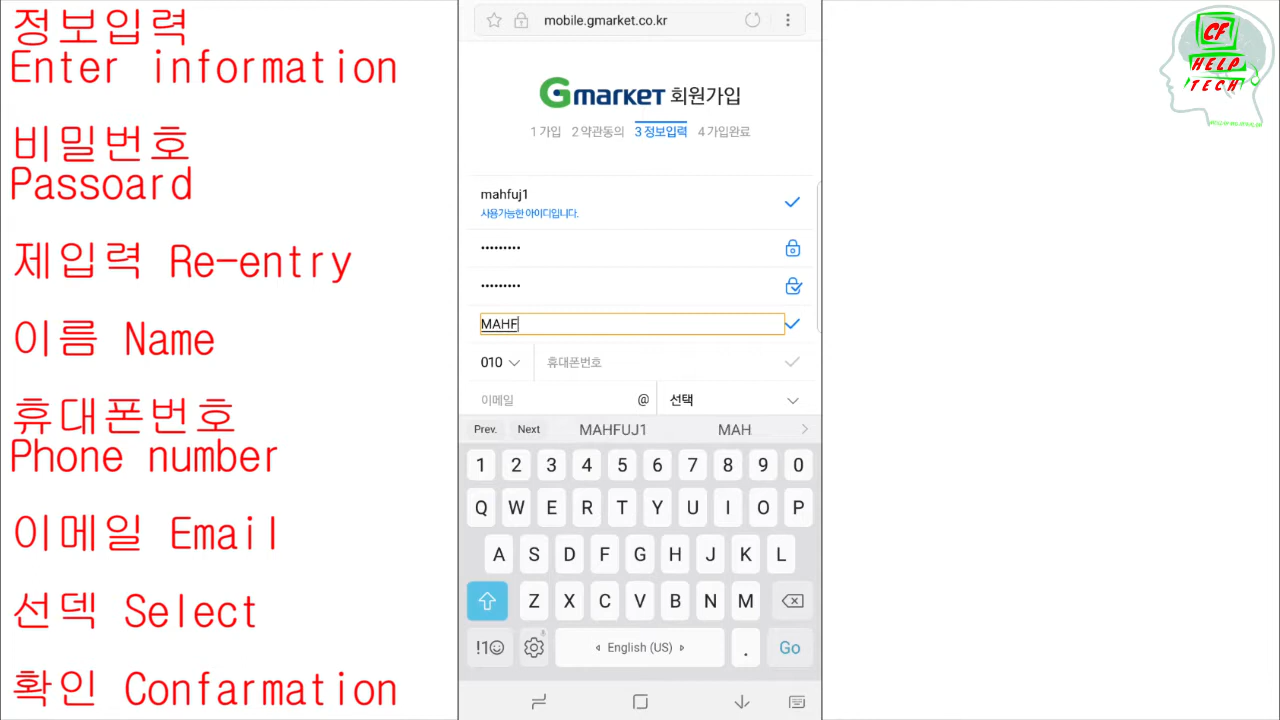 정보입력
Enter information
비밀번호
Passoard
제입력 Re-entry
이름 Name
휴대폰번호
Phone number
이메일 Email
선덱 Select
확인 Confarmation
mobile.gmarket.co.kr
Gmarket 회원가입
1 가입 2 약관동의 3 정보입력 4 가입완료
mahfuj1
사용가능한 아이디입니다.
MAHF
010 휴대폰번호
이메일 @ 선택
Prev. Next MAHFUJ1 MAH
1 2 3 4 5 6 7 8 9 0
Q W E R T Y U I O P
A S D F G H J K L
Z X C V B N M
!1☺ English (US) . Go
CF
HELP
TECH